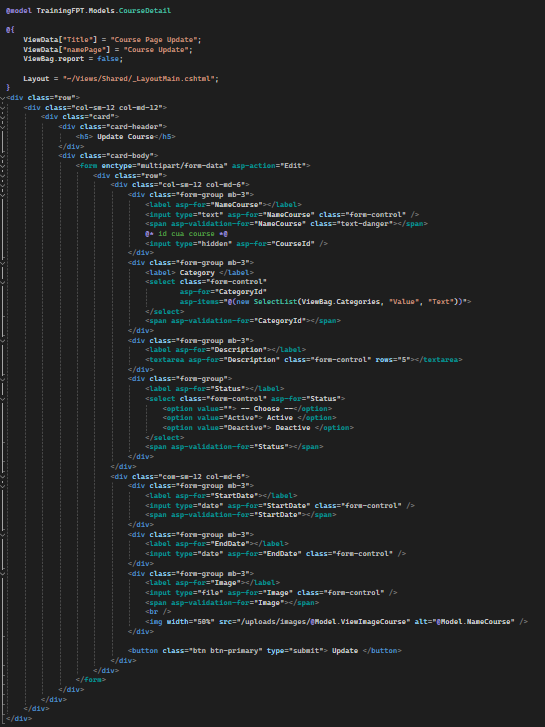 @model TrainingFPT.Models.CourseDetail
@{
ViewData["Title"] = "Course Page Update";
ViewData["namePage"] = "Course Update";
ViewBag.report = false;
Layout = "~/Views/Shared/_LayoutMain.cshtml";
}
<div class="row">
<div class="col-sm-12 col-md-12">
<div class="card">
<div class="card-header">
<h5> Update Course</h5>
</div>
<div class="card-body">
<form enctype="multipart/form-data" asp-action="Edit">
<div class="row">
<div class="col-sm-12 col-md-6">
<div class="form-group mb-3">
<label asp-for="NameCourse"></label>
<input type="text" asp-for="NameCourse" class="form-control" />
<span asp-validation-for="NameCourse" class="text-danger"></span>
@* id cua course *@
<input type="hidden" asp-for="CourseId" />
</div>
<div class="form-group mb-3">
<label> Category </label>
<select class="form-control"
asp-for="CategoryId"
asp-items="@(new SelectList(ViewBag.Categories, "Value", "Text"))">
</select>
<span asp-validation-for="CategoryId"></span>
</div>
<div class="form-group mb-3">
<label asp-for="Description"></label>
<textarea asp-for="Description" class="form-control" rows="5"></textarea>
</div>
<div class="form-group">
<label asp-for="Status"></label>
<select class="form-control" asp-for="Status">
<option value=""> -- Choose --</option>
<option value="Active"> Active </option>
<option value="Deactive"> Deactive </option>
</select>
<span asp-validation-for="Status"></span>
</div>
</div>
<div class="com-sm-12 col-md-6">
<div class="form-group mb-3">
<label asp-for="StartDate"></label>
<input type="date" asp-for="StartDate" class="form-control" />
<span asp-validation-for="StartDate"></span>
</div>
<div class="form-group mb-3">
<label asp-for="EndDate"></label>
<input type="date" asp-for="EndDate" class="form-control" />
</div>
<div class="form-group mb-3">
<label asp-for="Image"></label>
<input type="file" asp-for="Image" class="form-control" />
<span asp-validation-for="Image"></span>
<br />
<img width="50%" src="/uploads/images/@Model.ViewImageCourse" alt="@Model.NameCourse" />
</div>
<button class="btn btn-primary" type="submit"> Update </button>
</div>
</div>
</form>
</div>
</div>
</div>
</div>